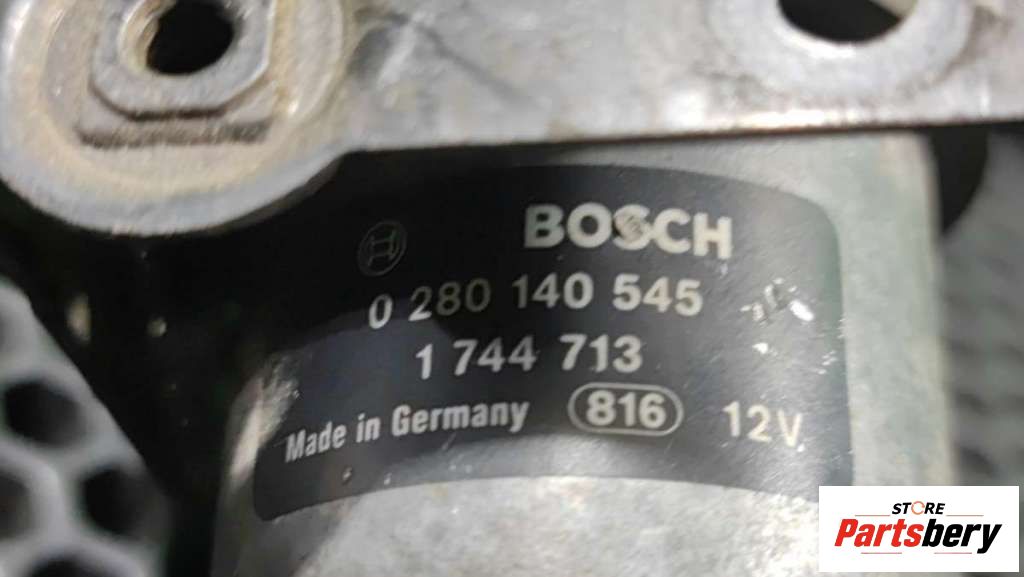 BOSCH
0 280 140 545
1 744 713
Made in Germany 816 12V
STORE
Partsbery